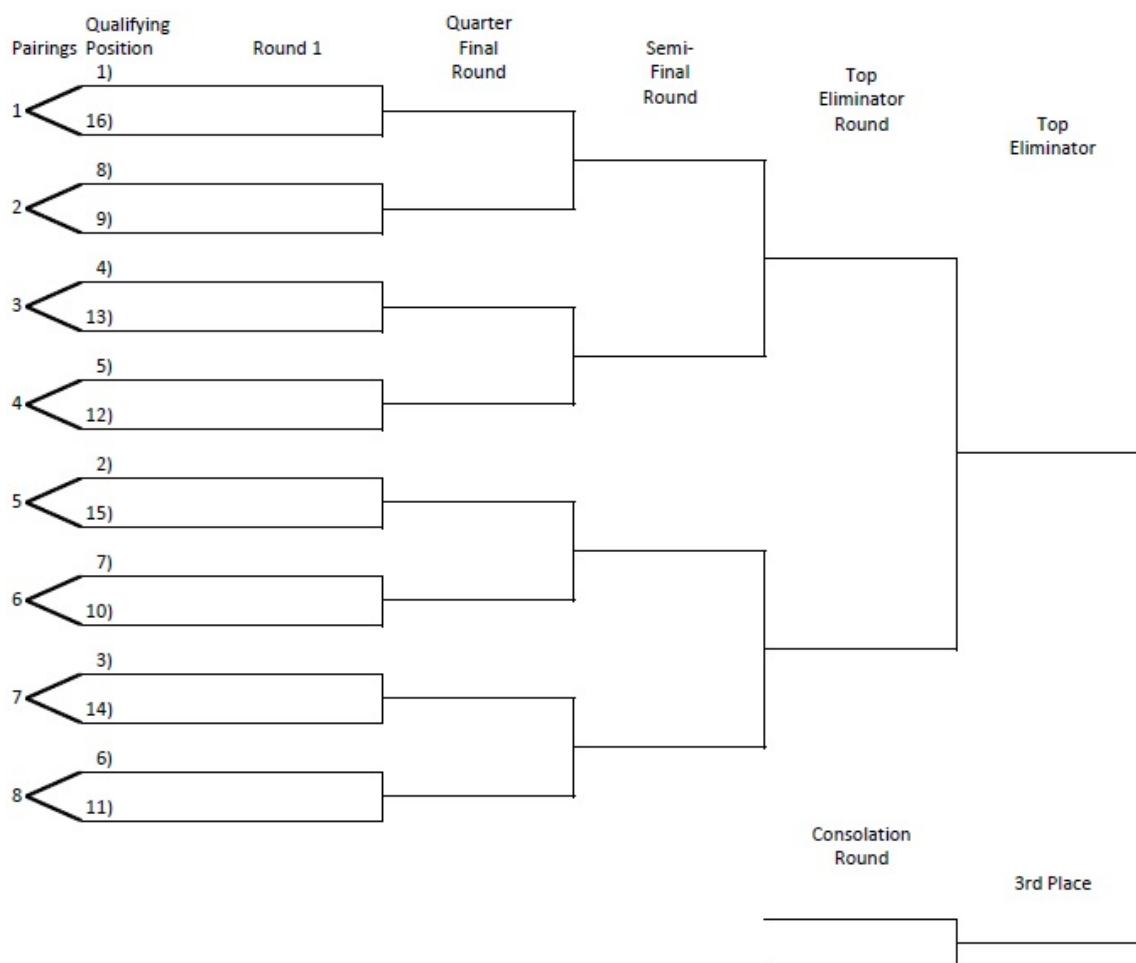 Pairings
Qualifying
Position
Round 1
Quarter
Final
Round
Semi-
Final
Round
Top
Eliminator
Round
Top
Eliminator
1
1)
16)
2
8)
9)
3
4)
13)
4
5)
12)
5
2)
15)
6
7)
10)
7
3)
14)
8
6)
11)
Consolation
Round
3rd Place